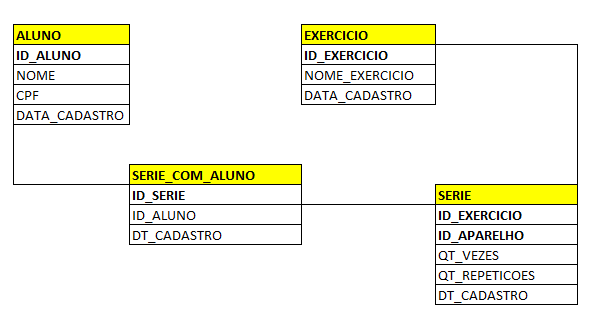 ALUNO
ID_ALUNO
NOME
CPF
DATA_CADASTRO
EXERCICIO
ID_EXERCICIO
NOME_EXERCICIO
DATA_CADASTRO
SERIE_COM_ALUNO
ID_SERIE
ID_ALUNO
DT_CADASTRO
SERIE
ID_EXERCICIO
ID_APARELHO
QT_VEZES
QT_REPETICOES
DT_CADASTRO